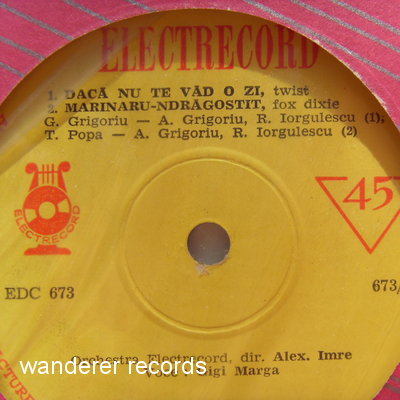 ELECTRECORD
1. DACĂ NU TE VĂD O ZI, twist
2. MARINARU-NDRĂGOSTIT, fox dixie
G. Grigoriu — A. Grigoriu, R. Iorgulescu (1);
T. Popa — A. Grigoriu, R. Iorgulescu (2)
ELECTRECORD
45
EDC 673
673/
Orchestra Electrecord, dir. Alex. Imre
Voce: Gigi Marga
wanderer records